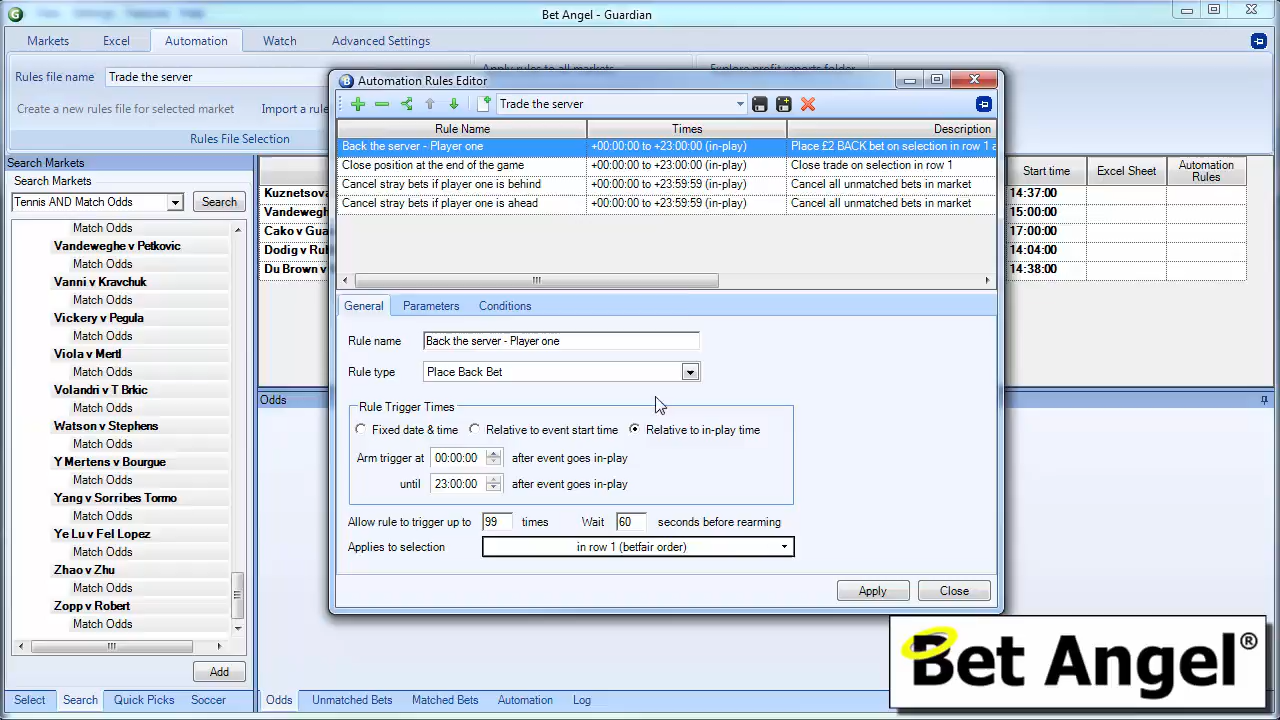 Bet Angel - Guardian
Markets
Excel
Automation
Watch
Advanced Settings
Rules file name
Trade the server
Create a new rules file for selected market
Import a rule
Rules File Selection
Automation Rules Editor
Trade the server
Rule Name
Times
Description
Back the server - Player one
+00:00:00 to +23:00:00 (in-play)
Place £2 BACK bet on selection in row 1 a
Close position at the end of the game
+00:00:00 to +23:00:00 (in-play)
Close trade on selection in row 1
Cancel stray bets if player one is behind
+00:00:00 to +23:59:59 (in-play)
Cancel all unmatched bets in market
Cancel stray bets if player one is ahead
+00:00:00 to +23:59:59 (in-play)
Cancel all unmatched bets in market
General
Parameters
Conditions
Rule name
Back the server - Player one
Rule type
Place Back Bet
Rule Trigger Times
Fixed date & time
Relative to event start time
Relative to in-play time
Arm trigger at
00:00:00
after event goes in-play
until
23:00:00
after event goes in-play
Allow rule to trigger up to
99
times
Wait
60
seconds before rearming
Applies to selection
in row 1 (betfair order)
Apply
Close
Search Markets
Search Markets
Tennis AND Match Odds
Search
Match Odds
Vandeweghe v Petkovic
Match Odds
Vanni v Kravchuk
Match Odds
Vickery v Pegula
Match Odds
Viola v Mertl
Match Odds
Volandri v T Brkic
Match Odds
Watson v Stephens
Match Odds
Y Mertens v Bourgue
Match Odds
Yang v Sorribes Tormo
Match Odds
Ye Lu v Fel Lopez
Match Odds
Zhao v Zhu
Match Odds
Zopp v Robert
Match Odds
Add
Select
Search
Quick Picks
Soccer
Kuznetsova
Vandewegh
Cako v Gua
Dodig v Rul
Du Brown v
Start time
Excel Sheet
Automation
Rules
14:37:00
15:00:00
17:00:00
14:04:00
14:38:00
Odds
Odds
Unmatched Bets
Matched Bets
Automation
Log
Bet Angel®